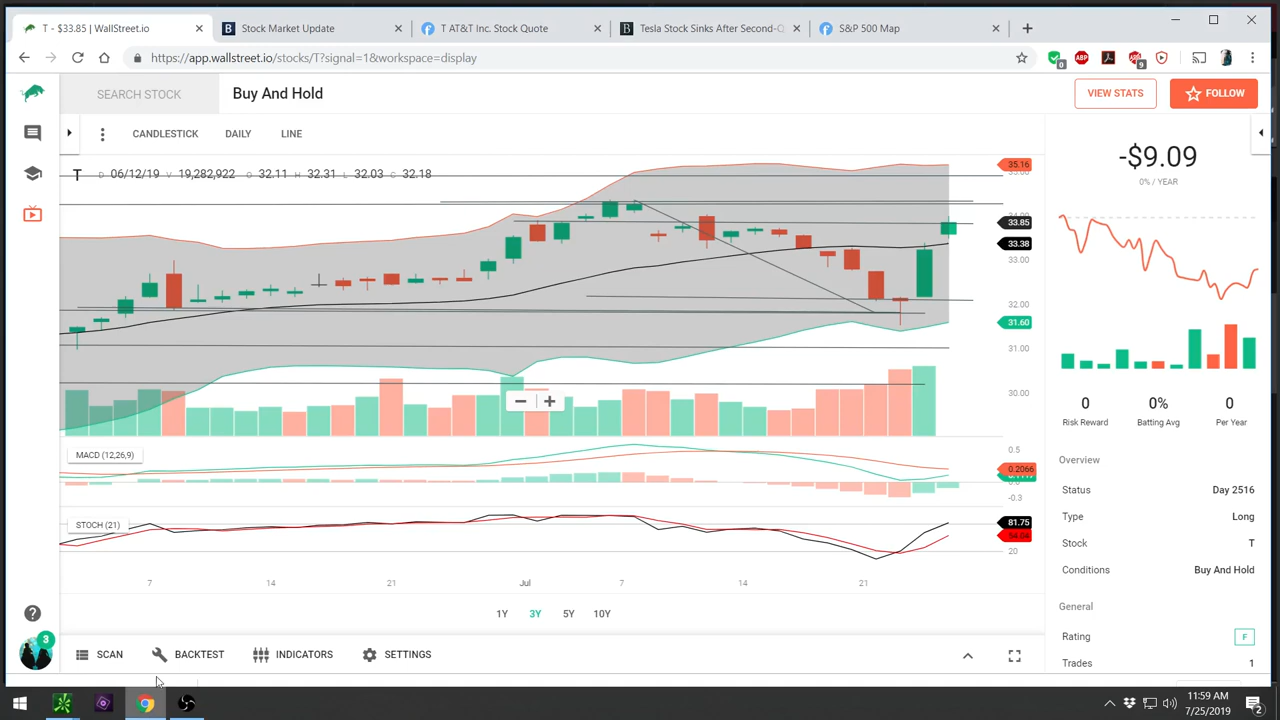 T - $33.85 | WallStreet.io
Stock Market Update
T AT&T Inc. Stock Quote
Tesla Stock Sinks After Second-Q
S&P 500 Map
https://app.wallstreet.io/stocks/T?signal=1&workspace=display
0
ABP
9
SEARCH STOCK
Buy And Hold
VIEW STATS
FOLLOW
CANDLESTICK DAILY LINE
T D 06/12/19 V 19,282,922 O 32.11 H 32.31 L 32.03 C 32.18
35.16
33.85
33.38
33.00
32.00
31.60
31.00
30.00
MACD (12,26,9)
0.5
0.2066
-0.3
STOCH (21)
81.75
20
7 14 21 Jul 7 14 21
1Y 3Y 5Y 10Y
SCAN BACKTEST INDICATORS SETTINGS
3
-$9.09
0% / YEAR
0 0% 0
Risk Reward Batting Avg Per Year
Overview
Status Day 2516
Type Long
Stock T
Conditions Buy And Hold
General
Rating F
Trades 1
11:59 AM
7/25/2019
2